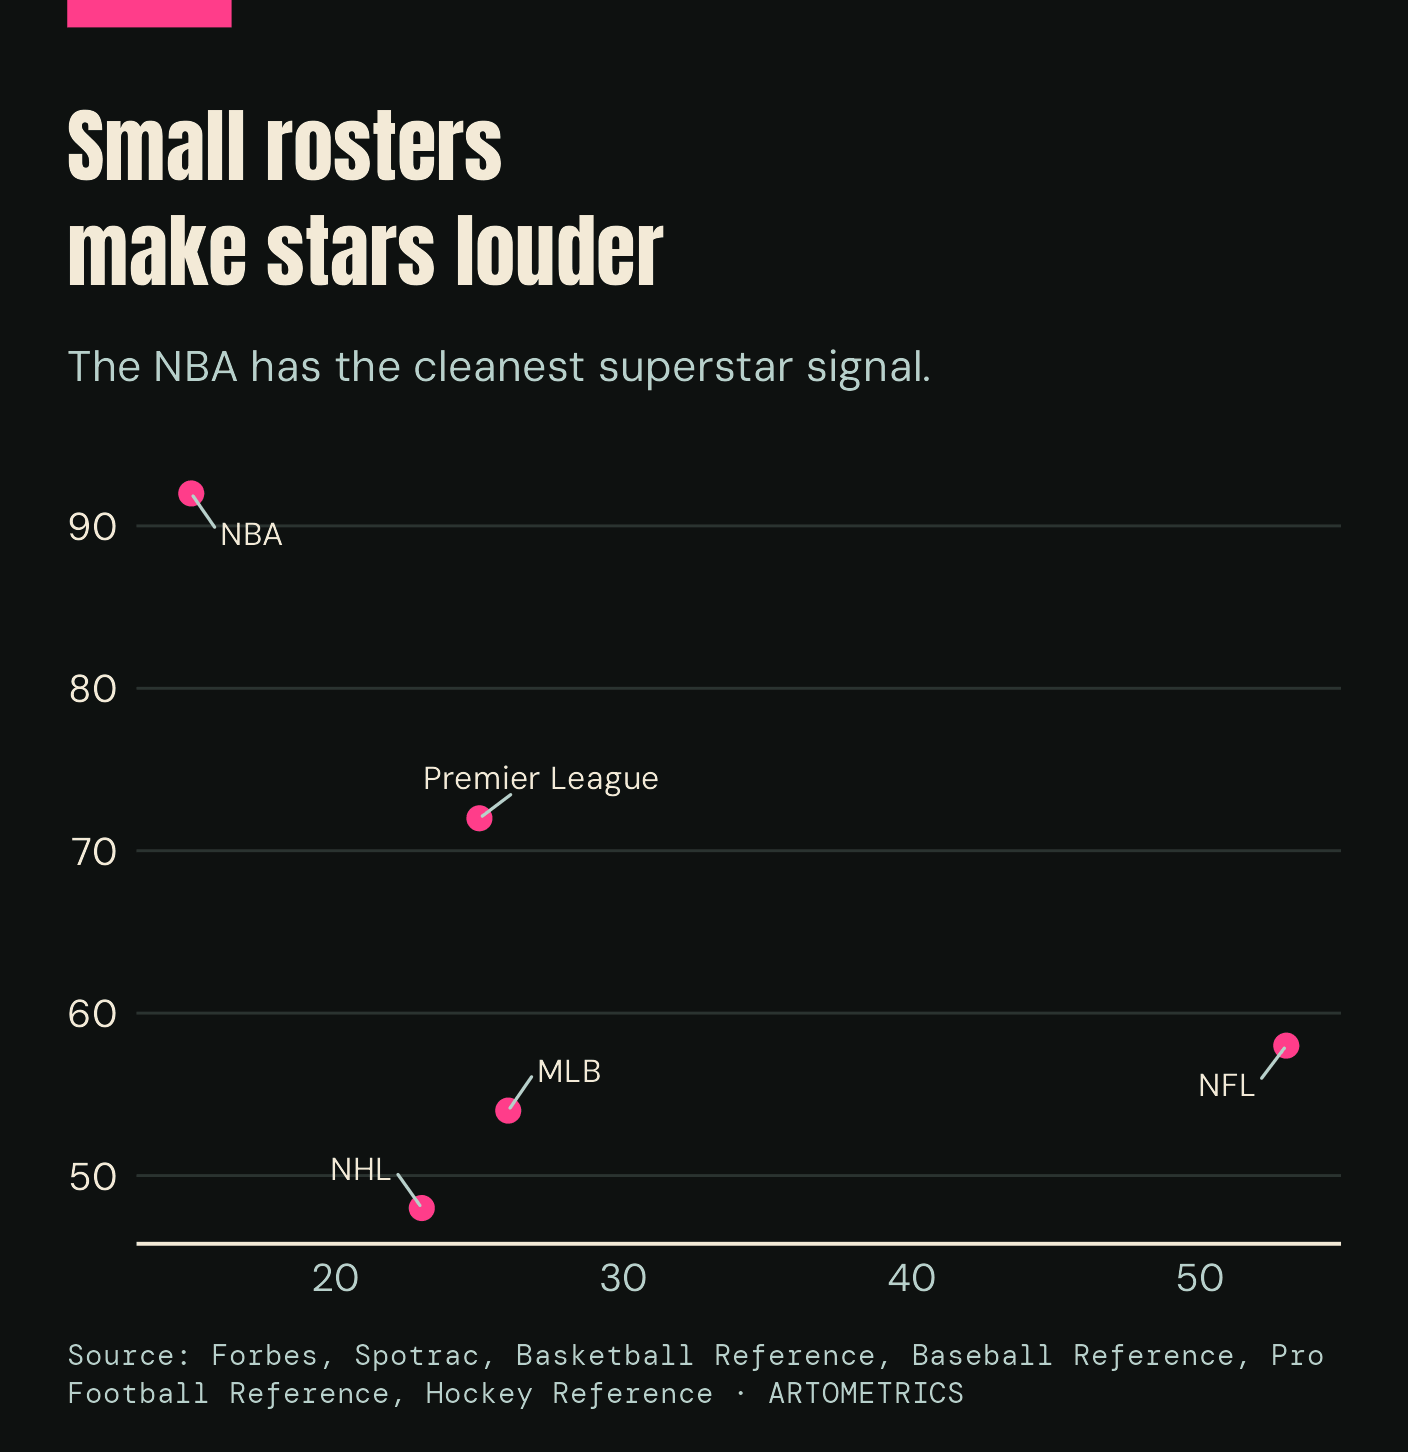 Small rosters
make stars louder
The NBA has the cleanest superstar signal.
90
NBA
80
Premier League
70
60
MLB
NFL
NHL
50
20 30 40 50
Source: Forbes, Spotrac, Basketball Reference, Baseball Reference, Pro
Football Reference, Hockey Reference · ARTOMETRICS